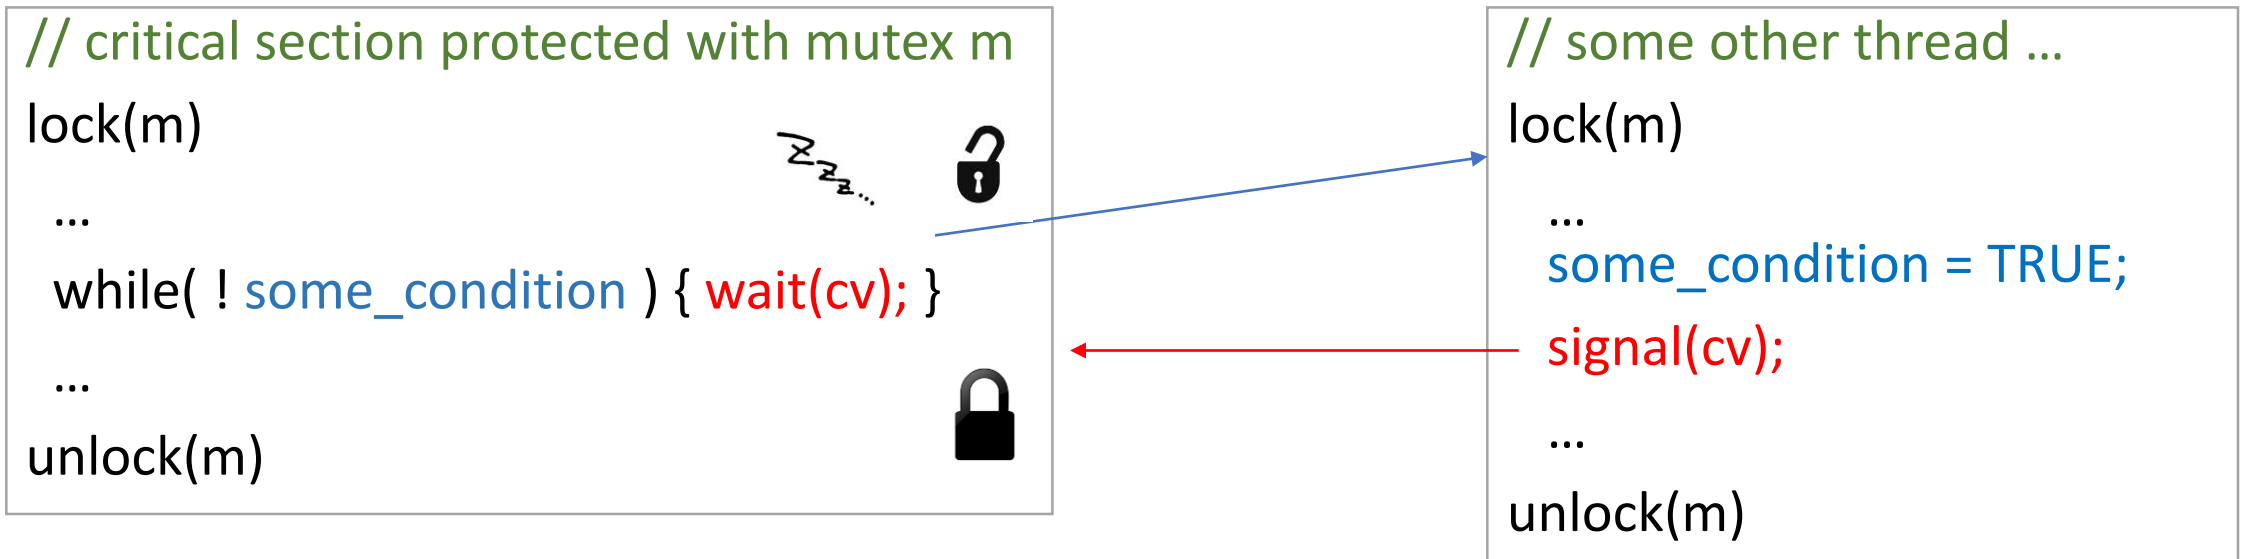 // critical section protected with mutex m
lock(m)
zzz...
...
while( ! some_condition ) { wait(cv); }
...
unlock(m)
// some other thread ...
lock(m)
...
some_condition = TRUE;
signal(cv);
...
unlock(m)